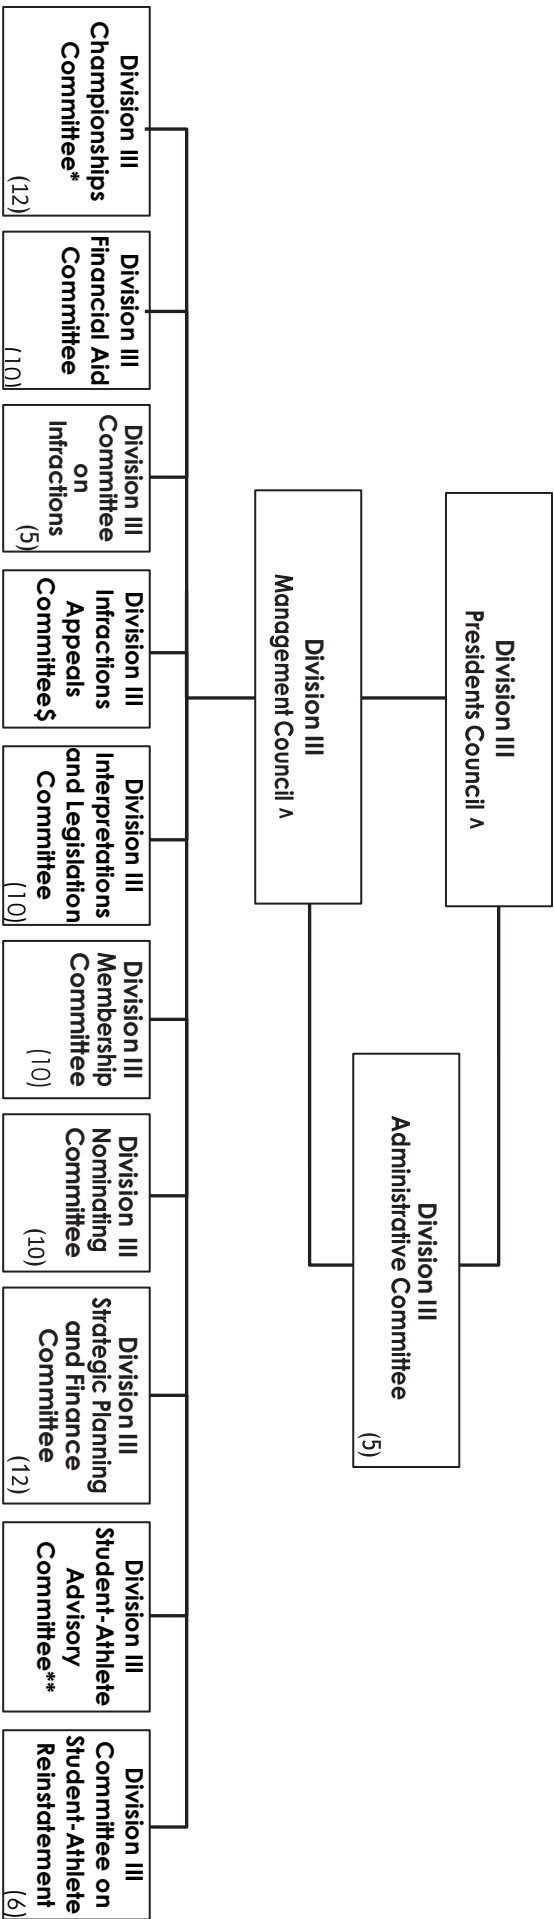 Division III
Presidents Council ^
Division III
Administrative Committee
(5)
Division III
Management Council ^
Division III
Championships
Committee*
(12)
Division III
Financial Aid
Committee
(10)
Division III
Committee
on
Infractions
(5)
Division III
Infractions
Appeals
Committee$
Division III
Interpretations
and Legislation
Committee
(10)
Division III
Membership
Committee
(10)
Division III
Nominating
Committee
(10)
Division III
Strategic Planning
and Finance
Committee
(12)
Division III
Student-Athlete
Advisory
Committee**
Division III
Committee on
Student-Athlete
Reinstatement
(6)